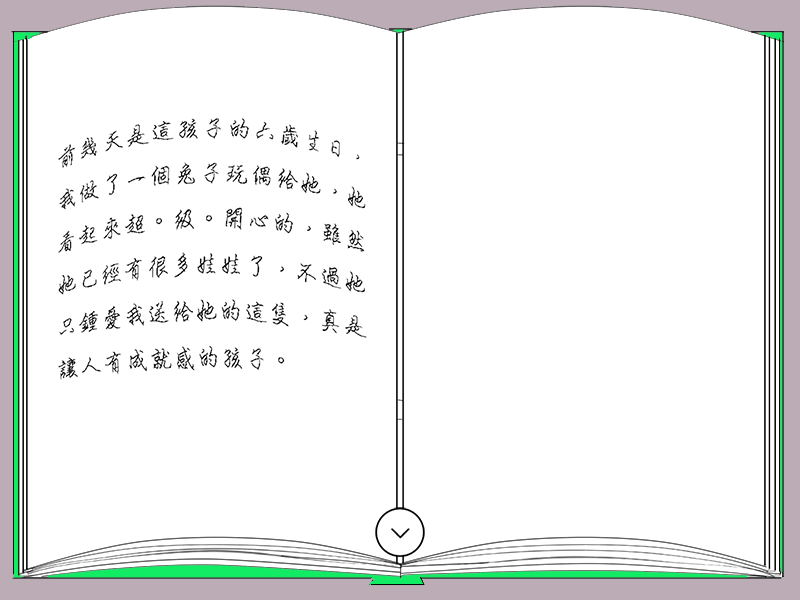 前幾天是這孩子的六歲生日，
我做了一個兔子玩偶給她，她
看起來超。級。開心的，雖然
她已經有很多娃娃了，不過她
只鍾愛我送給她的這隻，真是
讓人有成就感的孩子。